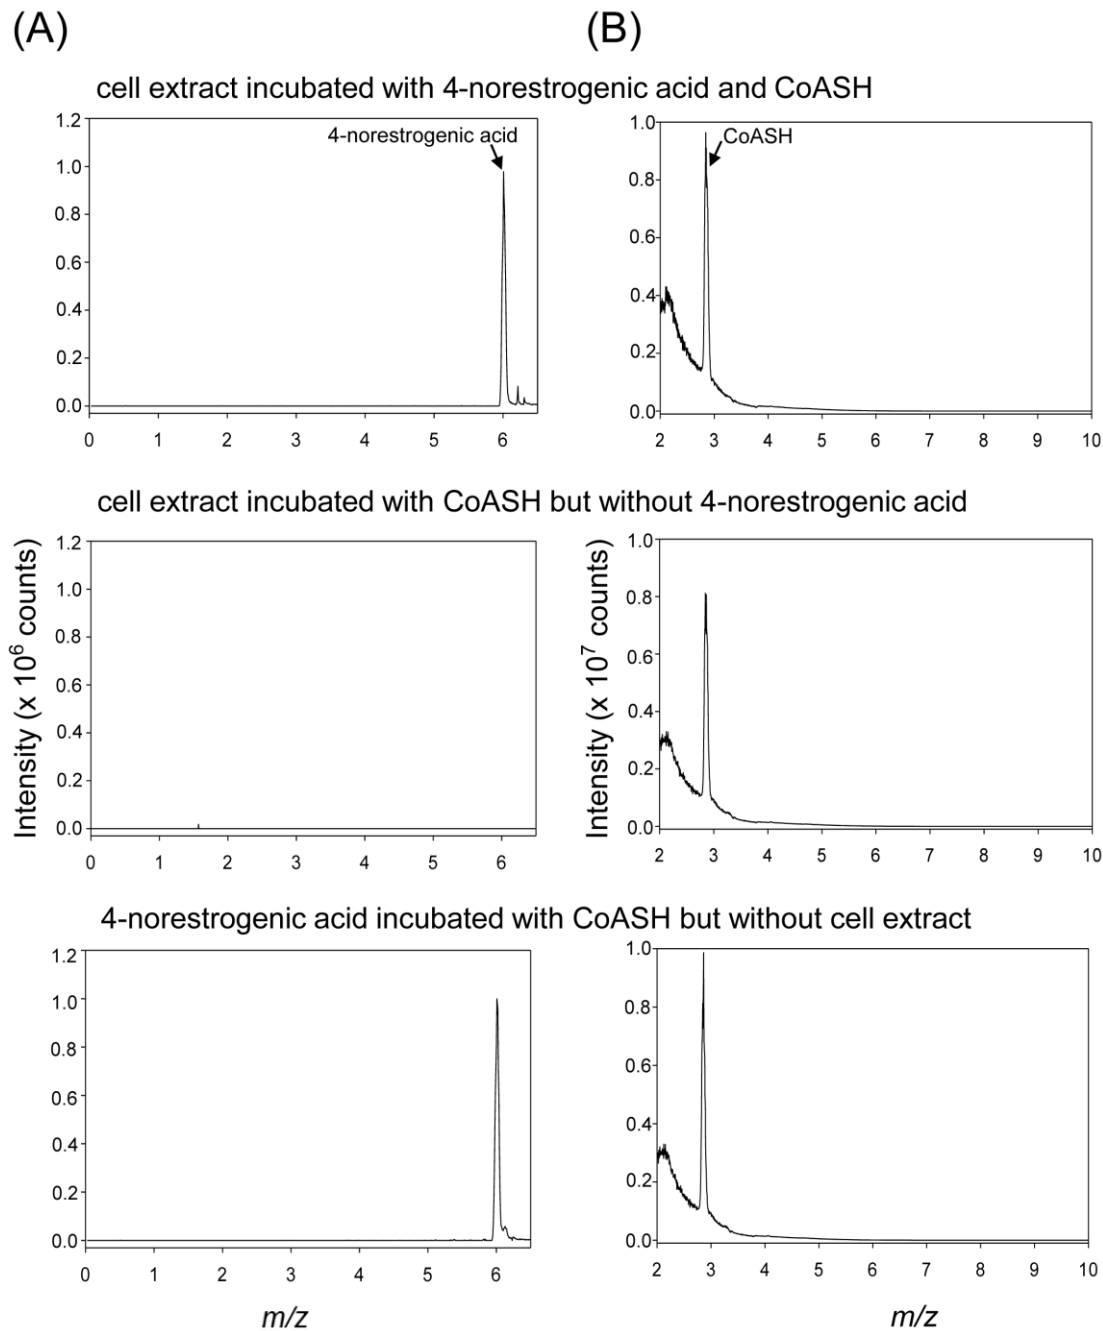 (A)
(B)
cell extract incubated with 4-norestrogenic acid and CoASH
1.2
1.0
0.8
0.6
0.4
0.2
0.0
4-norestrogenic acid
0 1 2 3 4 5 6
1.0
0.8
0.6
0.4
0.2
0.0
CoASH
2 3 4 5 6 7 8 9 10
cell extract incubated with CoASH but without 4-norestrogenic acid
Intensity (x 10⁶ counts)
1.2
1.0
0.8
0.6
0.4
0.2
0.0
0 1 2 3 4 5 6
Intensity (x 10⁷ counts)
1.0
0.8
0.6
0.4
0.2
0.0
2 3 4 5 6 7 8 9 10
4-norestrogenic acid incubated with CoASH but without cell extract
1.2
1.0
0.8
0.6
0.4
0.2
0.0
0 1 2 3 4 5 6
m/z
1.0
0.8
0.6
0.4
0.2
0.0
2 3 4 5 6 7 8 9 10
m/z